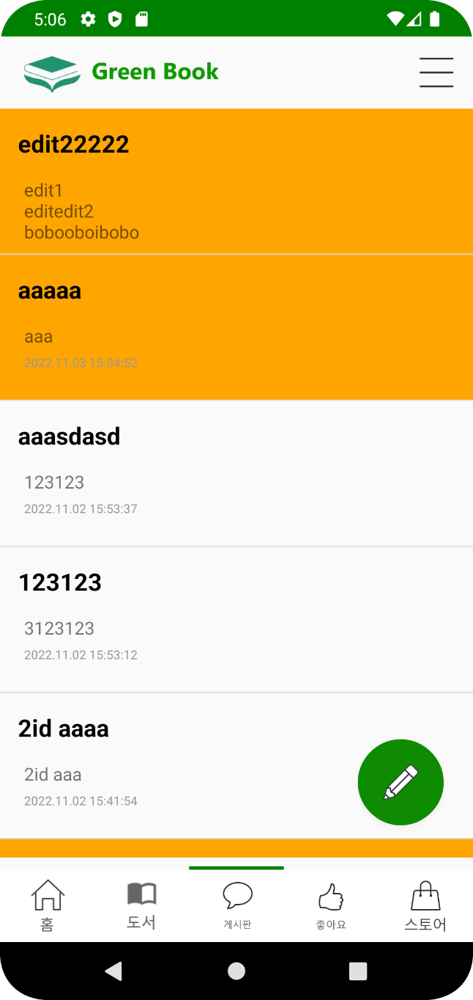 5:06
Green Book
edit22222
edit1
editedit2
bobooboibobo
aaaaa
aaa
2022.11.03 15:04:52
aaasdasd
123123
2022.11.02 15:53:37
123123
3123123
2022.11.02 15:53:12
2id aaaa
2id aaa
2022.11.02 15:41:54
홈 도서 게시판 좋아요 스토어